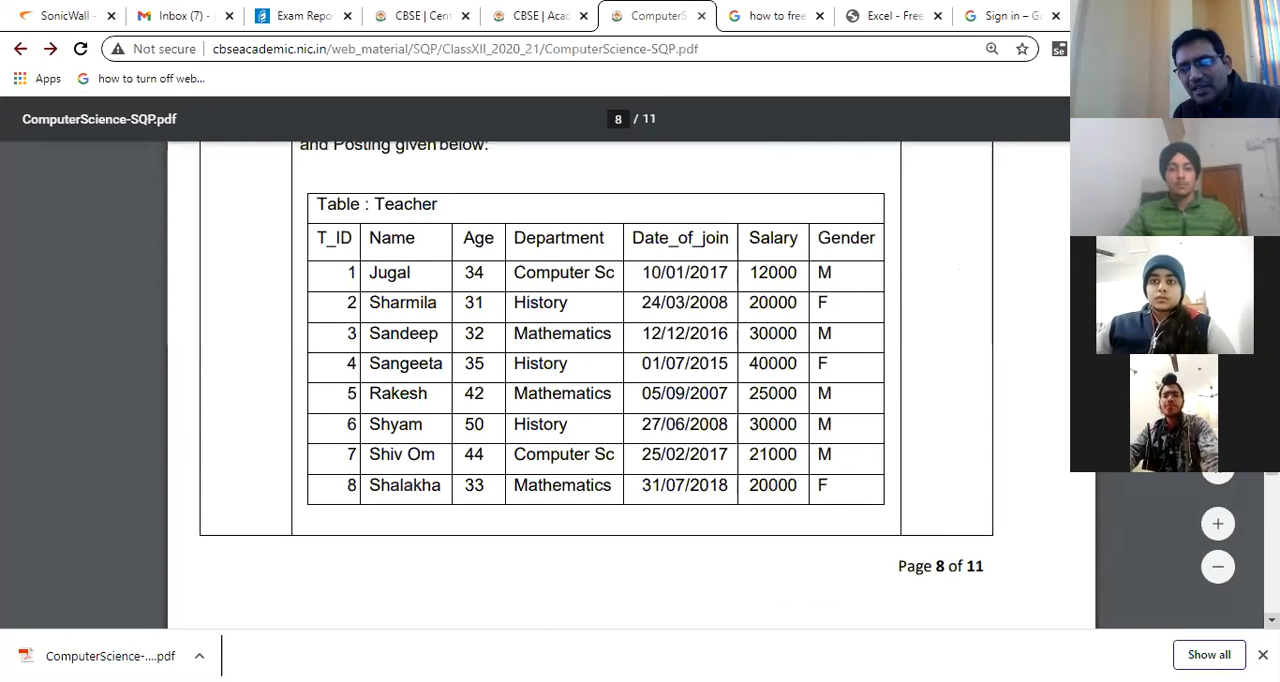 SonicWall -
Inbox (7) -
Exam Repo
CBSE | Cent
CBSE | Aca
ComputerS
how to free
Excel - Free
Sign in – G
Not secure cbseacademic.nic.in/web_material/SQP/ClassXII_2020_21/ComputerScience-SQP.pdf
Se
Apps how to turn off web...
ComputerScience-SQP.pdf 8 / 11
and Posting given below:
Table : Teacher
T_ID Name Age Department Date_of_join Salary Gender
1 Jugal 34 Computer Sc 10/01/2017 12000 M
2 Sharmila 31 History 24/03/2008 20000 F
3 Sandeep 32 Mathematics 12/12/2016 30000 M
4 Sangeeta 35 History 01/07/2015 40000 F
5 Rakesh 42 Mathematics 05/09/2007 25000 M
6 Shyam 50 History 27/06/2008 30000 M
7 Shiv Om 44 Computer Sc 25/02/2017 21000 M
8 Shalakha 33 Mathematics 31/07/2018 20000 F
Page 8 of 11
ComputerScience-....pdf Show all